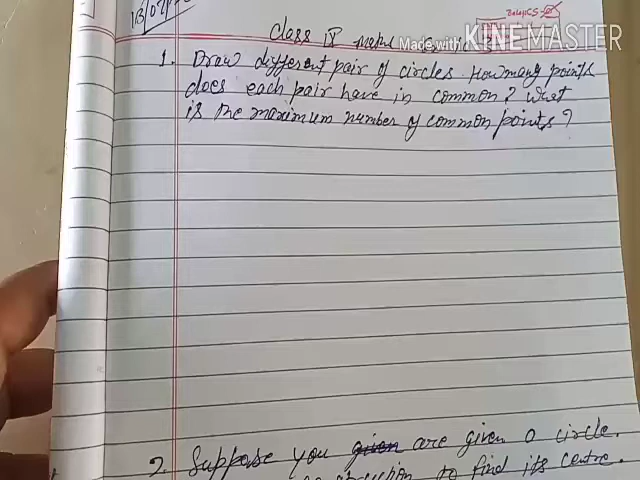 Made with KINEMASTER
Class IX maths
1. Draw different pair of circles. How many points
does each pair have in common? What
is the maximum number of common points?
2. Suppose you given are given a circle.
to find its centre.